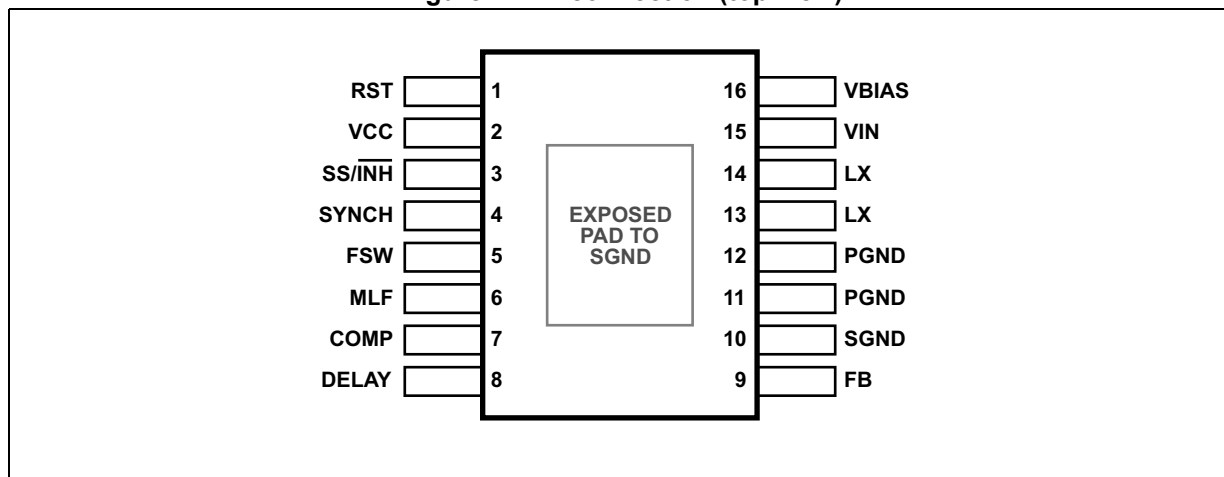 RST 1 16 VBIAS
VCC 2 15 VIN
SS/INH 3 14 LX
SYNCH 4 13 LX
EXPOSED
PAD TO
SGND
FSW 5 12 PGND
MLF 6 11 PGND
COMP 7 10 SGND
DELAY 8 9 FB